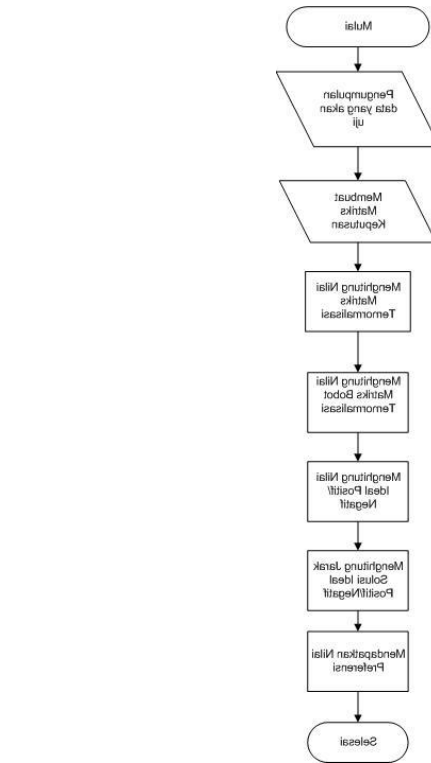 Mulai
Pengumpulan
data yang akan
uji
Membuat
Matriks
Keputusan
Menghitung Nilai
Matriks
Ternormalisasi
Menghitung Nilai
Matriks Bobot
Ternormalisasi
Menghitung Nilai
Ideal Positif/
Negatif
Menghitung Jarak
Solusi Ideal
Positif/Negatif
Mendapatkan Nilai
Preferensi
Selesai